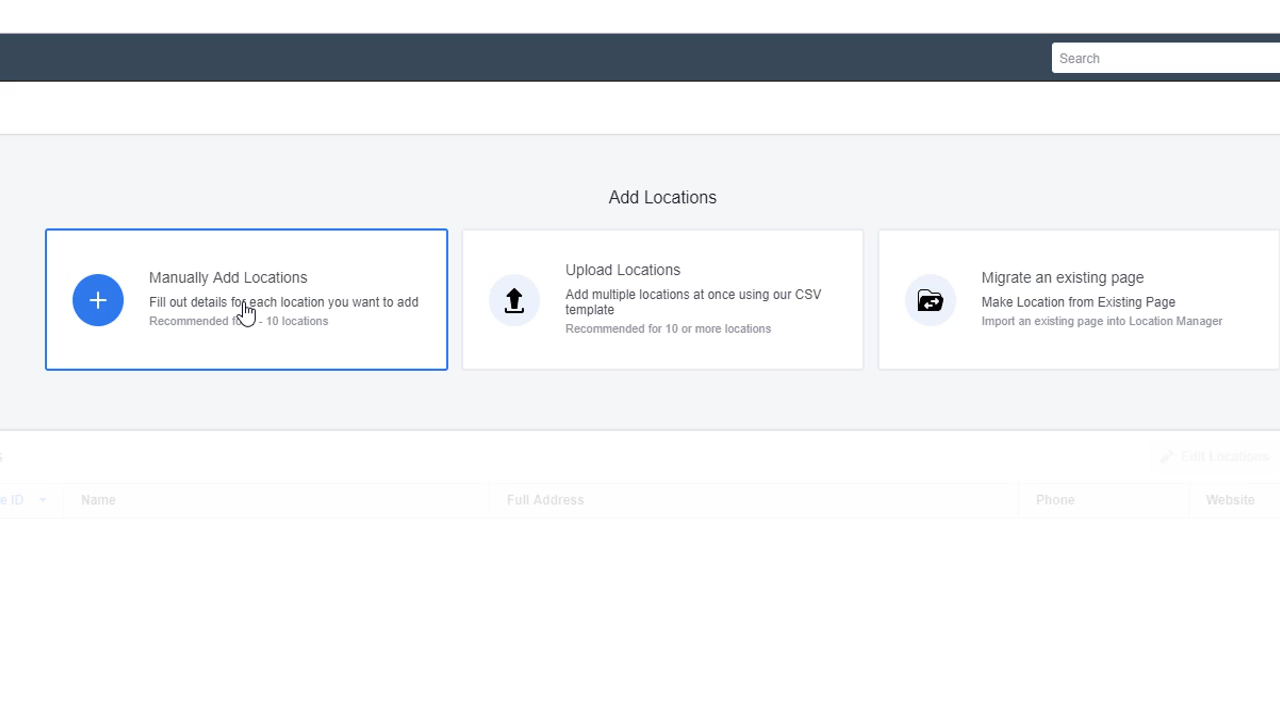 Search
Add Locations
Manually Add Locations
Fill out details for each location you want to add
Recommended - 10 locations
Upload Locations
Add multiple locations at once using our CSV
template
Recommended for 10 or more locations
Migrate an existing page
Make Location from Existing Page
Import an existing page into Location Manager
Edit Locations
ID
Name
Full Address
Phone
Website